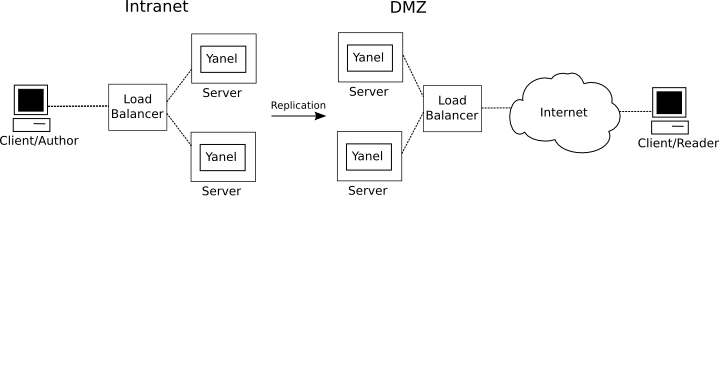 Intranet
DMZ
Yanel
Server
Load
Balancer
Client/Author
Yanel
Server
Replication
Yanel
Server
Load
Balancer
Yanel
Server
Internet
Client/Reader